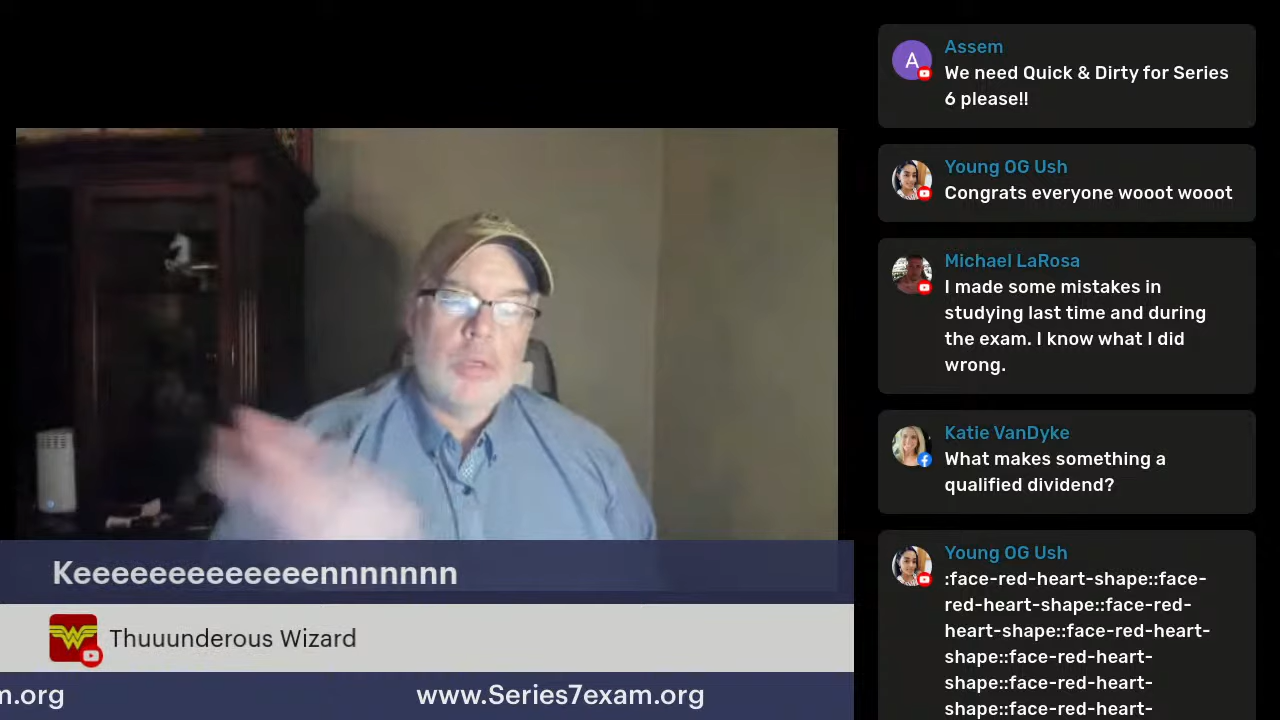 Assem
A
We need Quick & Dirty for Series
6 please!!
Young OG Ush
Congrats everyone wooot wooot
Michael LaRosa
I made some mistakes in
studying last time and during
the exam. I know what I did
wrong.
Katie VanDyke
What makes something a
qualified dividend?
Young OG Ush
:face-red-heart-shape::face-
red-heart-shape::face-red-
heart-shape::face-red-heart-
shape::face-red-heart-
shape::face-red-heart-
shape::face-red-heart-
Keeeeeeeeeeeeeennnnnnn
Thuuunderous Wizard
m.org
www.Series7exam.org